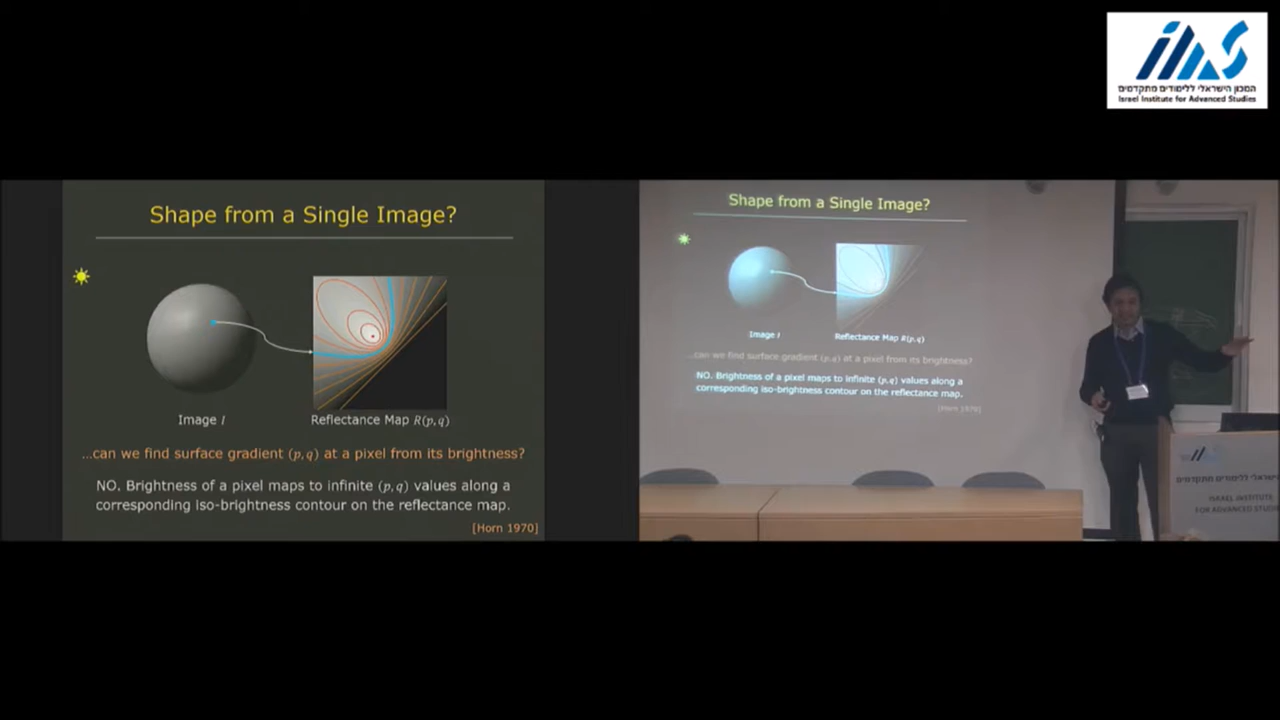 המכון הישראלי ללימודים מתקדמים
Israel Institute for Advanced Studies
Shape from a Single Image?
Image I
Reflectance Map R(p,q)
...can we find surface gradient (p,q) at a pixel from its brightness?
NO. Brightness of a pixel maps to infinite (p,q) values along a
corresponding iso-brightness contour on the reflectance map.
[Horn 1970]
Shape from a Single Image?
Image I
Reflectance Map R(p,q)
...can we find surface gradient (p,q) at a pixel from its brightness?
NO. Brightness of a pixel maps to infinite (p,q) values along a
corresponding iso-brightness contour on the reflectance map.
[Horn 1970]
ישראלי ללימודים מתקדמים
ISRAEL INSTITUTE
FOR ADVANCED STUDIE